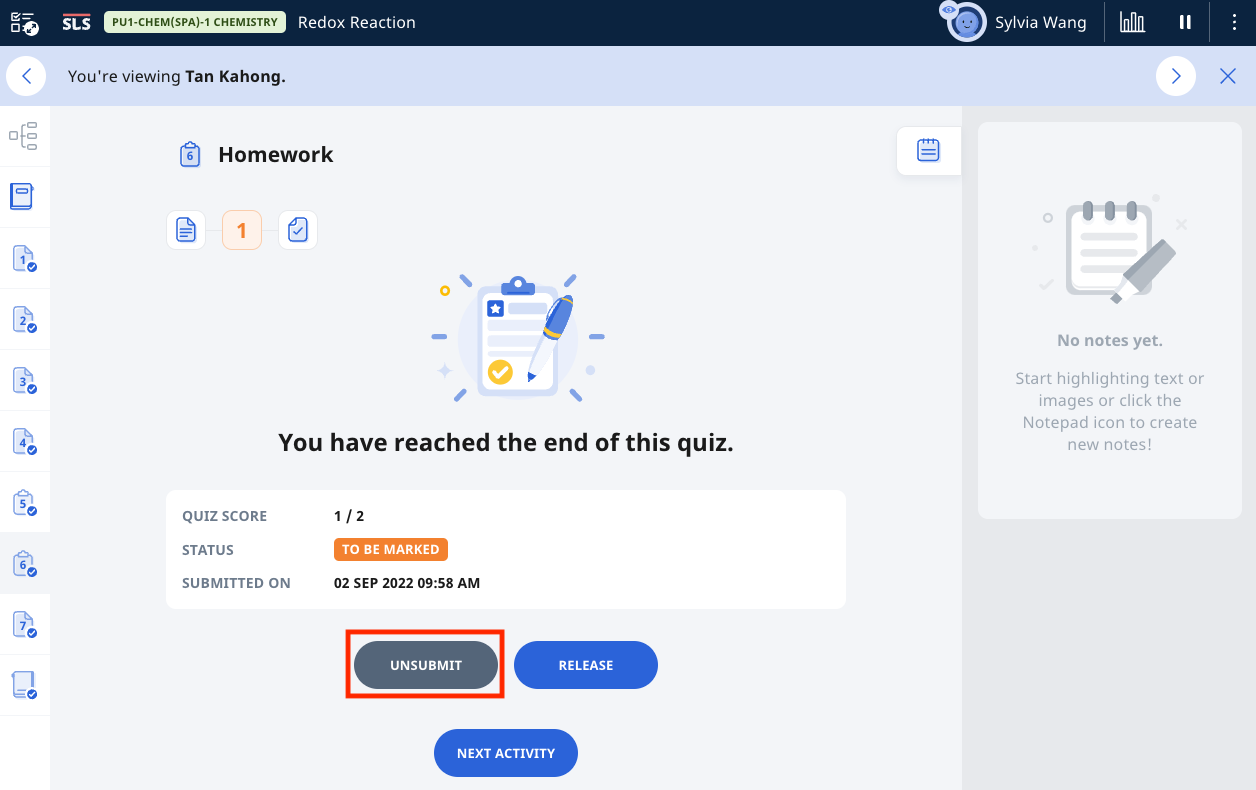 SLS
PU1-CHEM(SPA)-1 CHEMISTRY
Redox Reaction
Sylvia Wang
You're viewing Tan Kahong.
6
Homework
1
1
2
3
4
5
6
7
You have reached the end of this quiz.
QUIZ SCORE 1 / 2
STATUS TO BE MARKED
SUBMITTED ON 02 SEP 2022 09:58 AM
UNSUBMIT
RELEASE
NEXT ACTIVITY
No notes yet.
Start highlighting text or
images or click the
Notepad icon to create
new notes!